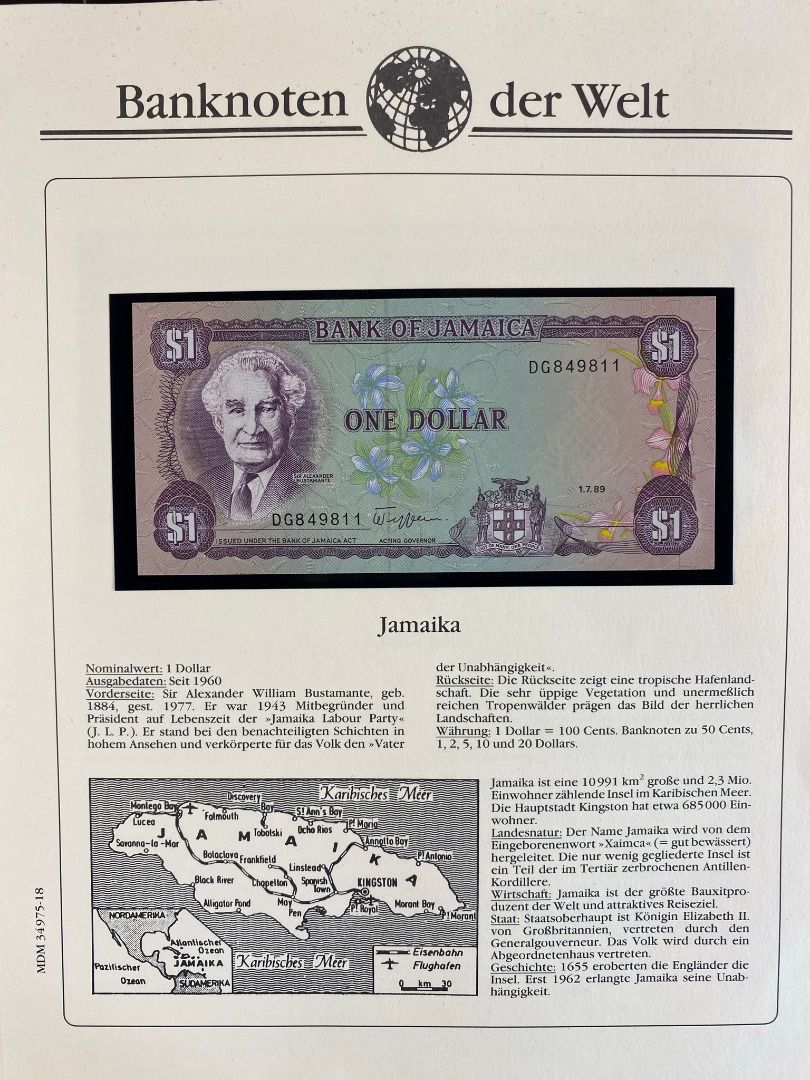 Banknoten der Welt
BANK OF JAMAICA
$1
$1
DG849811
ONE DOLLAR
SIR ALEXANDER
BUSTAMANTE
1.7.89
DG849811
$1
$1
ISSUED UNDER THE BANK OF JAMAICA ACT
ACTING GOVERNOR
Jamaika
Nominalwert: 1 Dollar
Ausgabedaten: Seit 1960
Vorderseite: Sir Alexander William Bustamante, geb.
1884, gest. 1977. Er war 1943 Mitbegründer und
Präsident auf Lebenszeit der »Jamaika Labour Party«
(J. L. P.). Er stand bei den benachteiligten Schichten in
hohem Ansehen und verkörperte für das Volk den »Vater
der Unabhängigkeit«.
Rückseite: Die Rückseite zeigt eine tropische Hafenland-
schaft. Die sehr üppige Vegetation und unermeßlich
reichen Tropenwälder prägen das Bild der herrlichen
Landschaften.
Währung: 1 Dollar = 100 Cents. Banknoten zu 50 Cents,
1, 2, 5, 10 und 20 Dollars.
Karibisches Meer
Montego Bay
Discovery
Bay
St Ann's Bay
Lucea
Falmouth
Tobolski
Ocho Rios
Pt Maria
JAMAIKA
Savanna-la-Mar
Annotto Bay
Balaclava
Frankfield
Linstead
Pt Antonio
Black River
Chapelton
Spanish
Town
KINGSTON
Alligator Pond
May
Pen
Pt Royal
Morant Bay
Pt Morant
NORDAMERIKA
Atlantischer
Ozean
JAMAIKA
Pazifischer
Ozean
SÜDAMERIKA
Karibisches Meer
Eisenbahn
Flughafen
0 km 30
Jamaika ist eine 10991 km² große und 2,3 Mio.
Einwohner zählende Insel im Karibischen Meer.
Die Hauptstadt Kingston hat etwa 685000 Ein-
wohner.
Landesnatur: Der Name Jamaika wird von dem
Eingeborenenwort »Xaimca« (= gut bewässert)
hergeleitet. Die nur wenig gegliederte Insel ist
ein Teil der im Tertiär zerbrochenen Antillen-
Kordillere.
Wirtschaft: Jamaika ist der größte Bauxitpro-
duzent der Welt und attraktives Reiseziel.
Staat: Staatsoberhaupt ist Königin Elizabeth II.
von Großbritannien, vertreten durch den
Generalgouverneur. Das Volk wird durch ein
Abgeordnetenhaus vertreten.
Geschichte: 1655 eroberten die Engländer die
Insel. Erst 1962 erlangte Jamaika seine Unab-
hängigkeit.
MDM 34 975-18